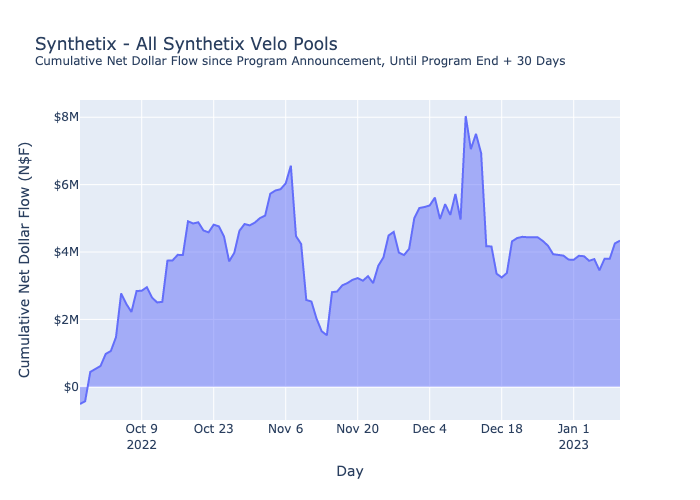 Synthetix - All Synthetix Velo Pools
Cumulative Net Dollar Flow since Program Announcement, Until Program End + 30 Days
Cumulative Net Dollar Flow (N$F)
$8M
$6M
$4M
$2M
$0
Oct 9 Oct 23 Nov 6 Nov 20 Dec 4 Dec 18 Jan 1
2022 2023
Day